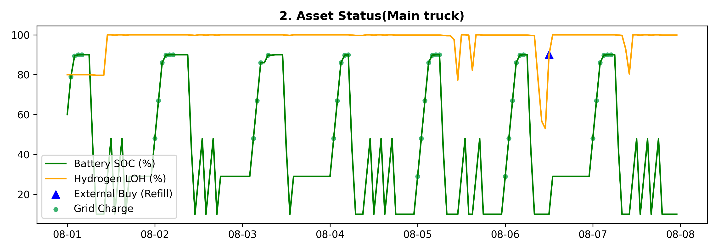 2. Asset Status(Main truck)
100
80
60
40
20
Battery SOC (%)
Hydrogen LOH (%)
External Buy (Refill)
Grid Charge
08-01 08-02 08-03 08-04 08-05 08-06 08-07 08-08